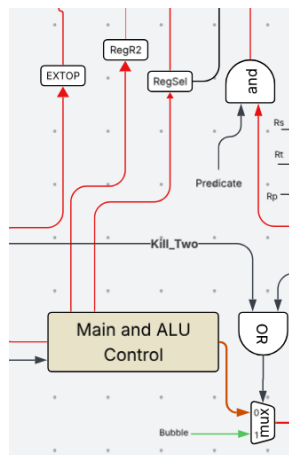 RegR2
EXTOP
RegSel
and
Rs
Rt
Predicate
Rp
Kill_Two
Main and ALU
Control
OR
0
mux
Bubble
1